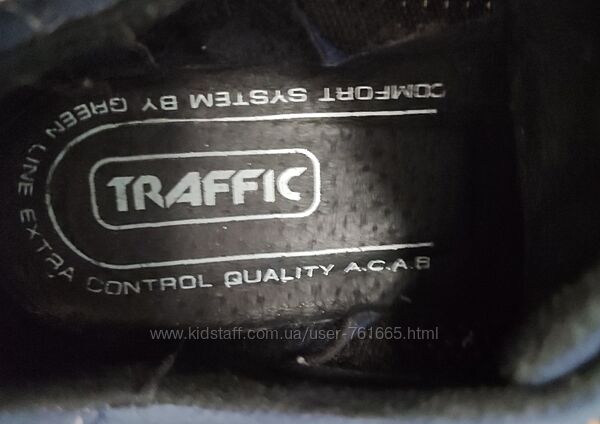 COMFORT SYSTEM BY GREEN LINE EXTRA CONTROL QUALITY A.C.A.B
TRAFFIC
www.kidstaff.com.ua/user-761665.html